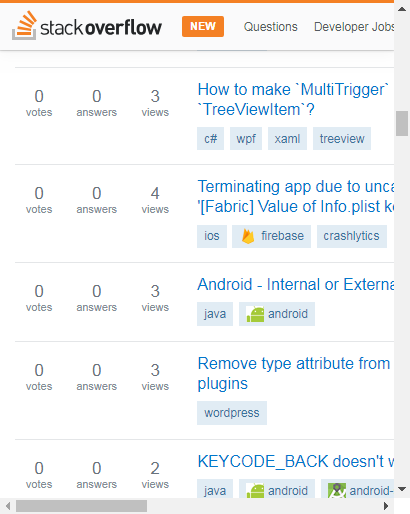 stackoverflow NEW Questions Developer Jobs
0 0 3 How to make `MultiTrigger`
votes answers views `TreeViewItem`?
c# wpf xaml treeview
0 0 4 Terminating app due to unca
votes answers views '[Fabric] Value of Info.plist k
ios firebase crashlytics
0 0 3 Android - Internal or Externa
votes answers views
java android
0 0 3 Remove type attribute from
votes answers views plugins
wordpress
0 0 2 KEYCODE_BACK doesn't w
votes answers views java android android-